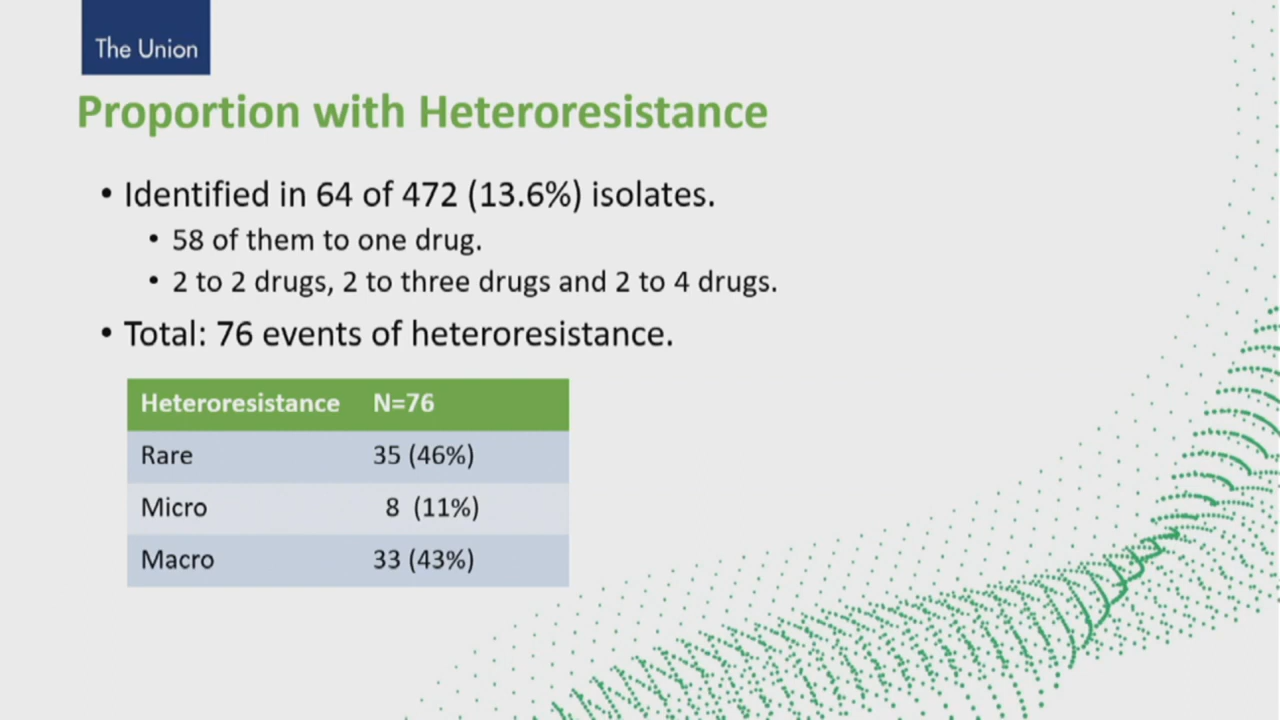 The Union
Proportion with Heteroresistance
• Identified in 64 of 472 (13.6%) isolates.
• 58 of them to one drug.
• 2 to 2 drugs, 2 to three drugs and 2 to 4 drugs.
• Total: 76 events of heteroresistance.
Heteroresistance N=76
Rare 35 (46%)
Micro 8 (11%)
Macro 33 (43%)